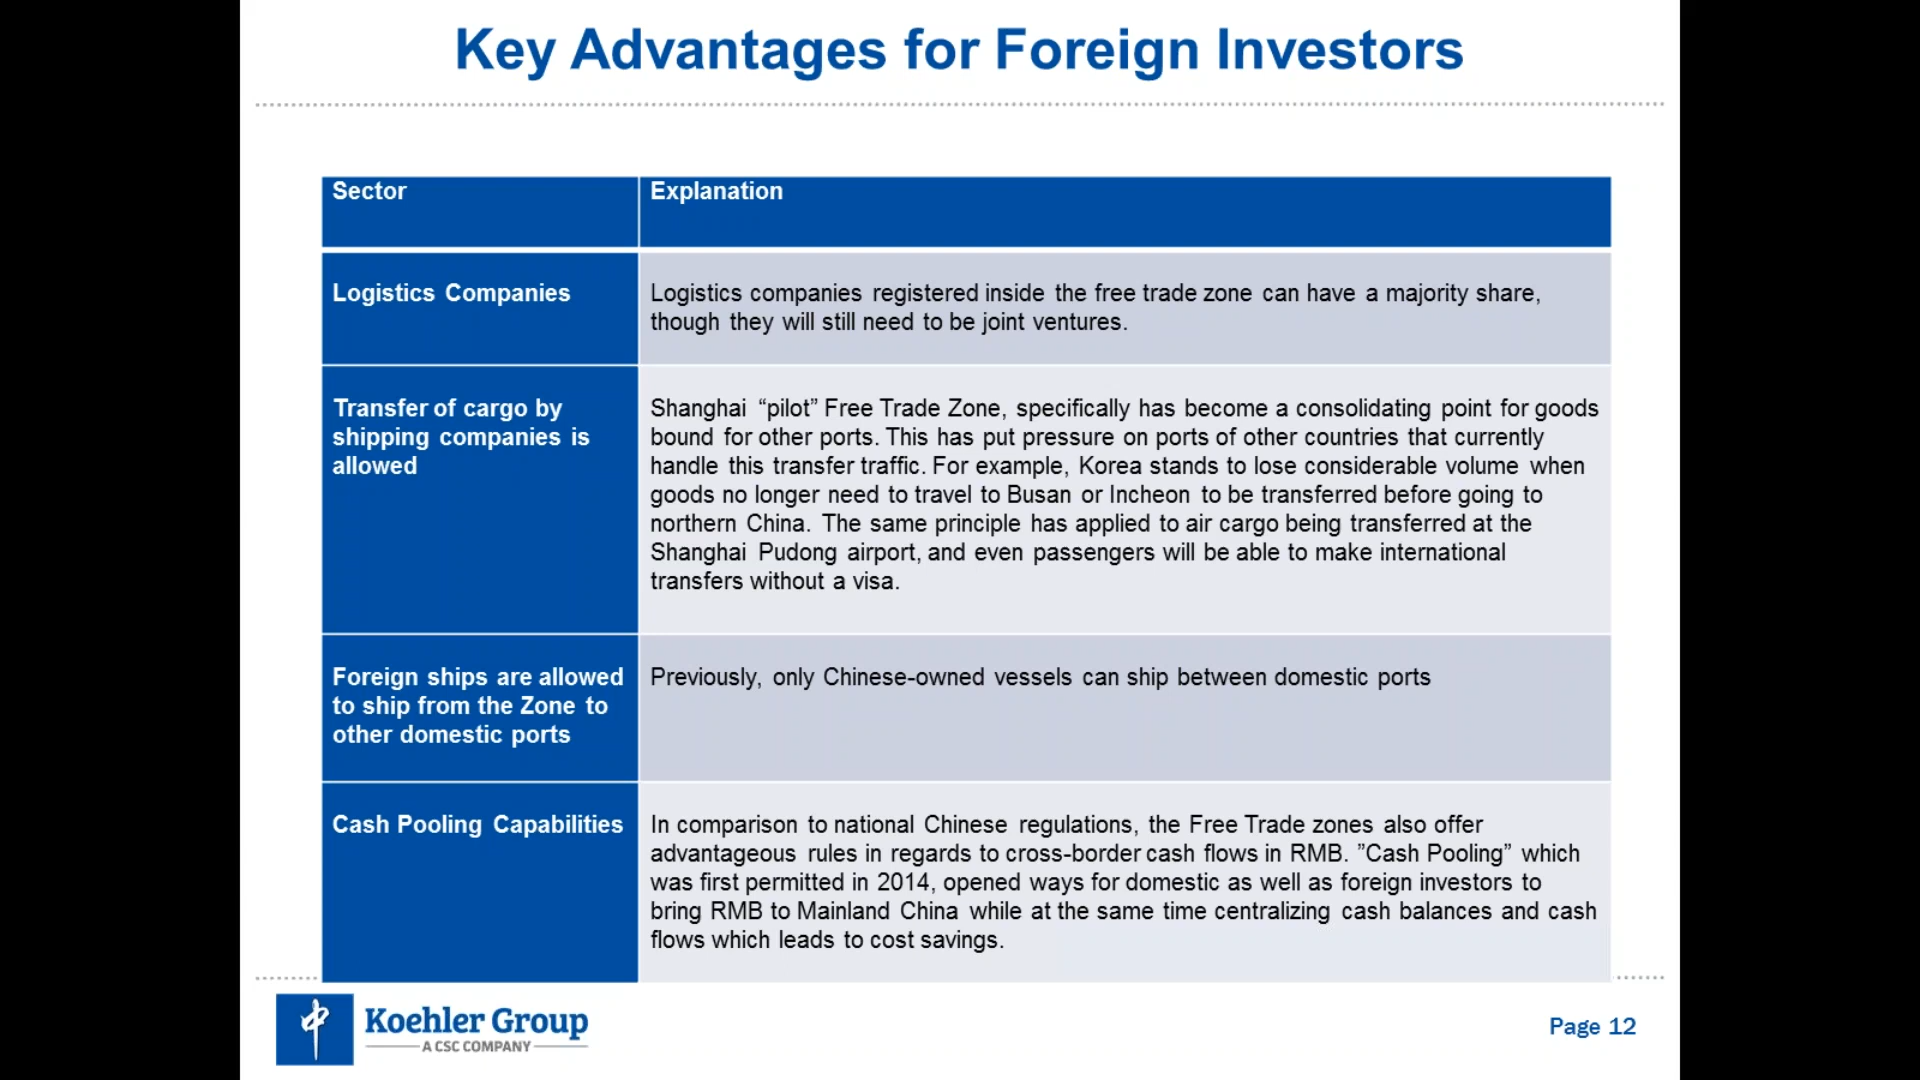 Key Advantages for Foreign Investors
Sector
Explanation
Logistics Companies
Logistics companies registered inside the free trade zone can have a majority share,
though they will still need to be joint ventures.
Transfer of cargo by
shipping companies is
allowed
Shanghai “pilot” Free Trade Zone, specifically has become a consolidating point for goods
bound for other ports. This has put pressure on ports of other countries that currently
handle this transfer traffic. For example, Korea stands to lose considerable volume when
goods no longer need to travel to Busan or Incheon to be transferred before going to
northern China. The same principle has applied to air cargo being transferred at the
Shanghai Pudong airport, and even passengers will be able to make international
transfers without a visa.
Foreign ships are allowed
to ship from the Zone to
other domestic ports
Previously, only Chinese-owned vessels can ship between domestic ports
Cash Pooling Capabilities
In comparison to national Chinese regulations, the Free Trade zones also offer
advantageous rules in regards to cross-border cash flows in RMB. ”Cash Pooling” which
was first permitted in 2014, opened ways for domestic as well as foreign investors to
bring RMB to Mainland China while at the same time centralizing cash balances and cash
flows which leads to cost savings.
Koehler Group
A CSC COMPANY
Page 12